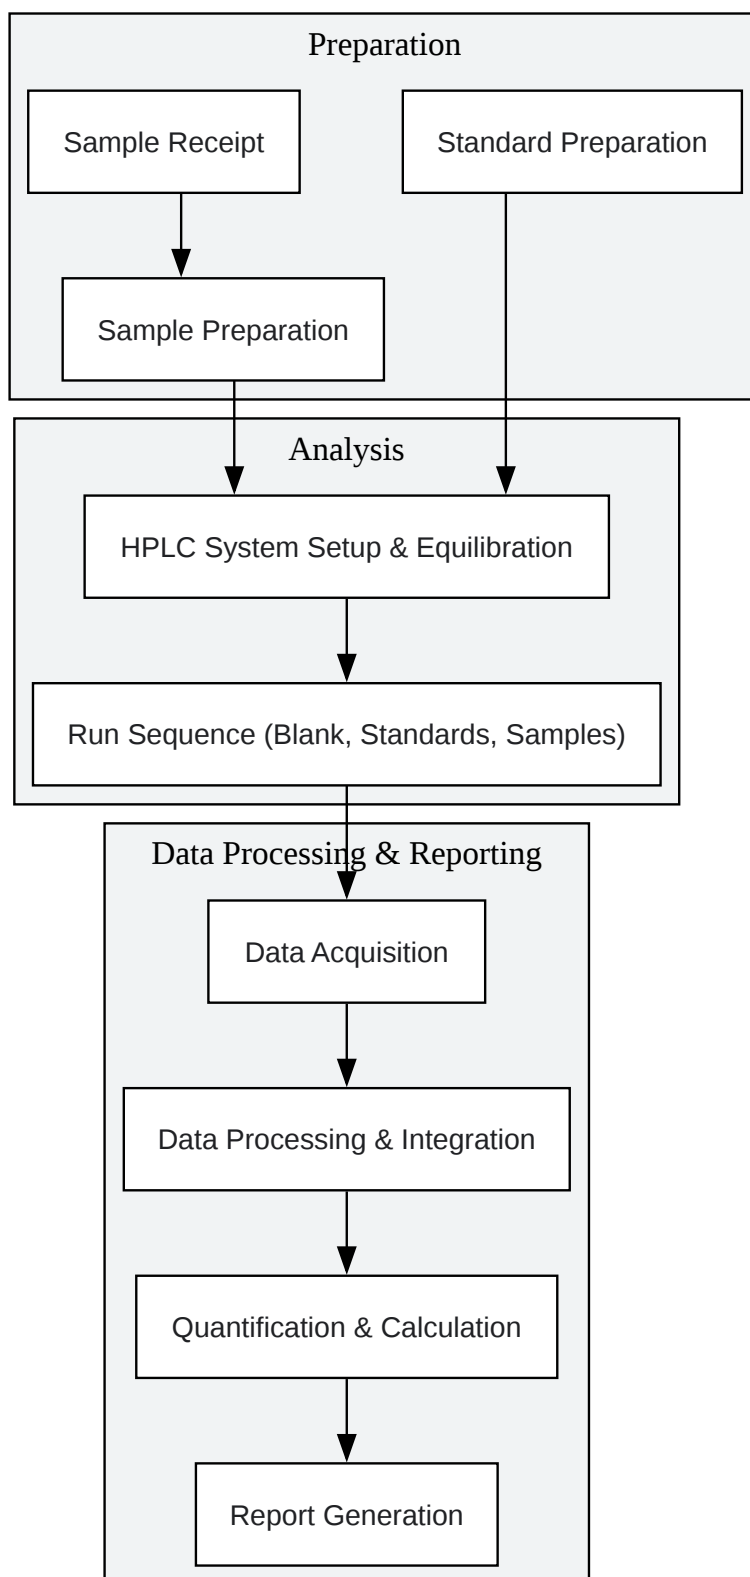 Preparation
Sample Receipt
Standard Preparation
Sample Preparation
Analysis
HPLC System Setup & Equilibration
Run Sequence (Blank, Standards, Samples)
Data Processing & Reporting
Data Acquisition
Data Processing & Integration
Quantification & Calculation
Report Generation